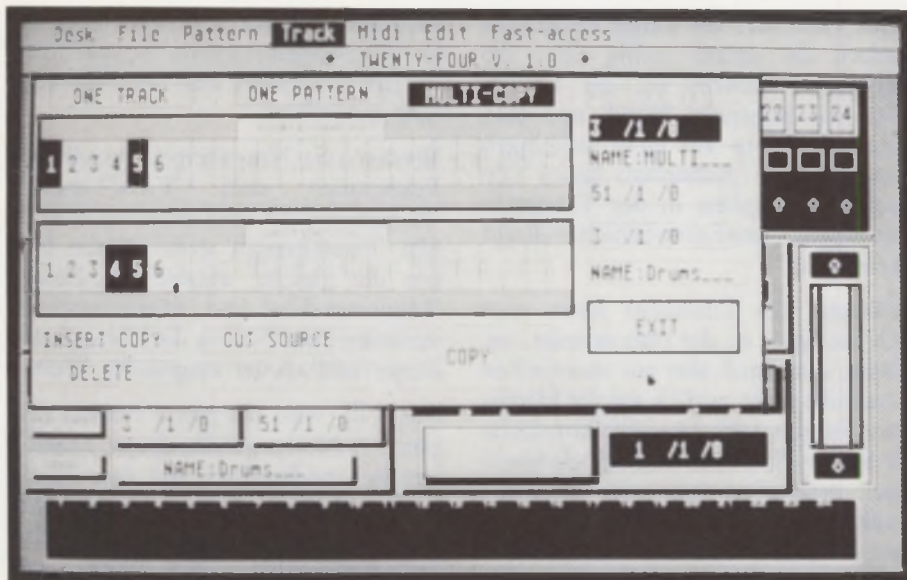 Desk File Pattern Track Midi Edit Fast-access
TWENTY-FOUR V. 1.0
ONE TRACK ONE PATTERN MULTI-COPY
22 23 24
3 /1 /0
NAME:MULTI___
1 2 3 4 5 6
51 /1 /0
3 /1 /0
1 2 3 4 5 6
NAME:Drums___
EXIT
INSERT COPY CUT SOURCE
COPY
DELETE
3 /1 /0 51 /1 /0
1 /1 /0
NAME:Drums___